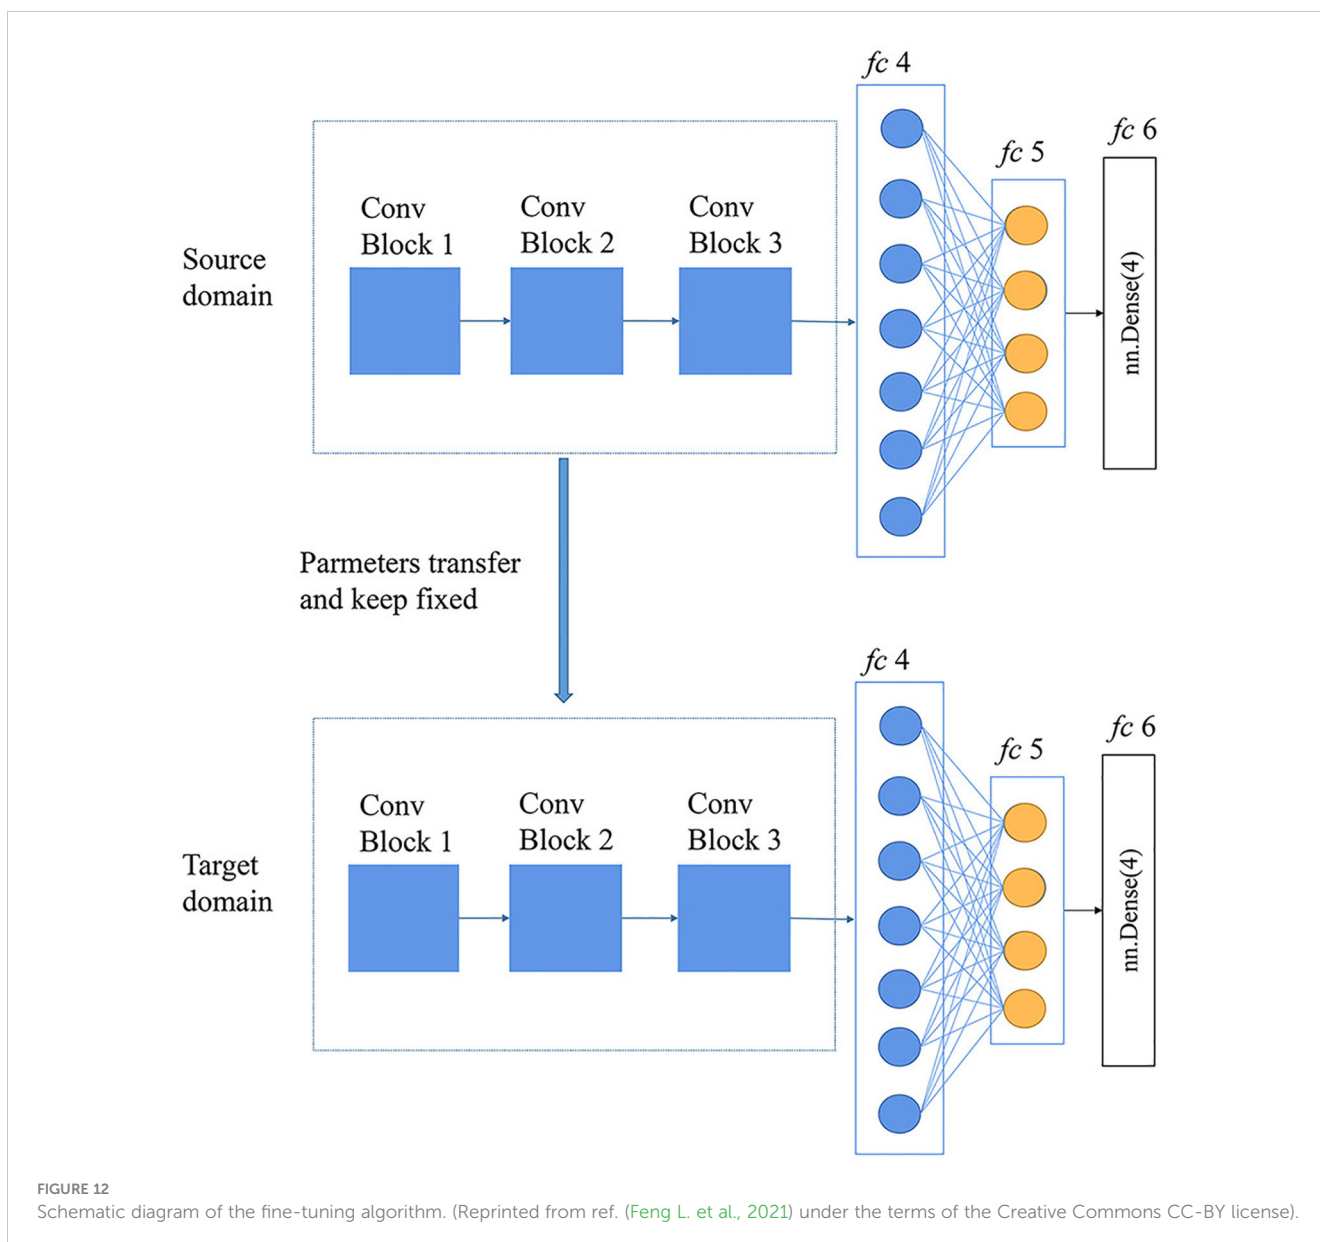 fc 4
fc 6
fc 5
Conv
Block 1
Conv
Block 2
Conv
Block 3
Source
domain
nn.Dense(4)
Parmeters transfer
and keep fixed
fc 4
fc 6
fc 5
Conv
Block 1
Conv
Block 2
Conv
Block 3
Target
domain
nn.Dense(4)
FIGURE 12
Schematic diagram of the fine-tuning algorithm. (Reprinted from ref. (Feng L. et al., 2021) under the terms of the Creative Commons CC-BY license).